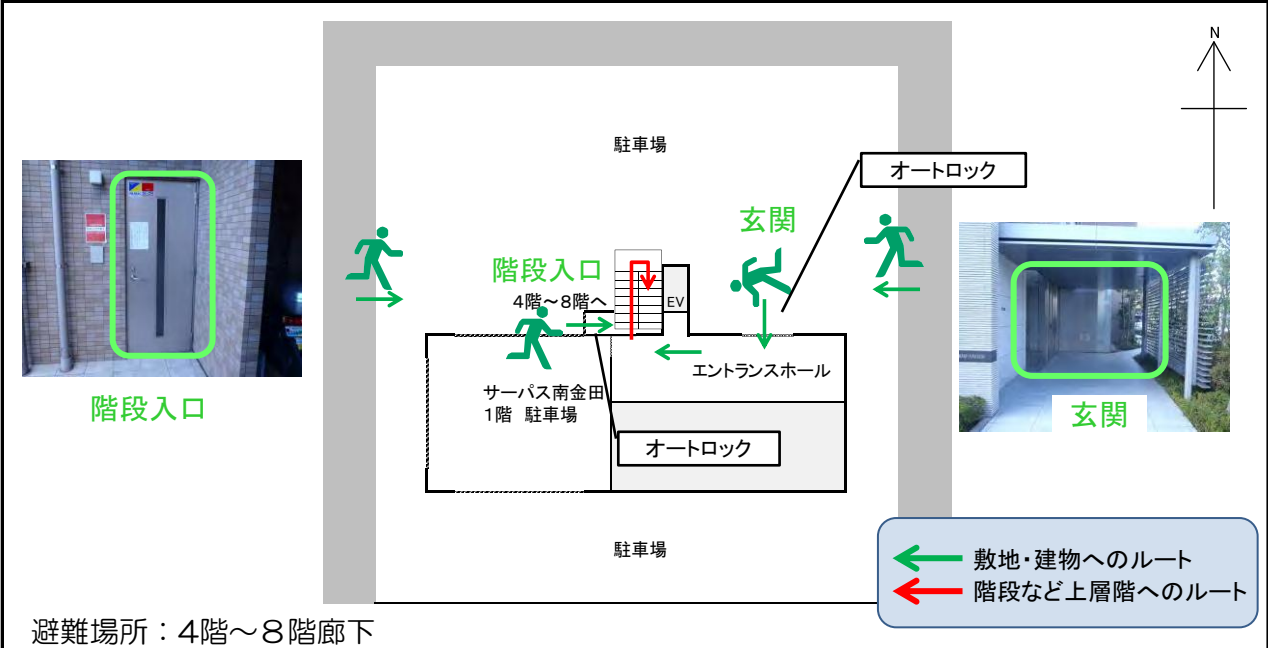 N
駐車場
オートロック
玄関
階段入口
4階～8階へ
EV
エントランスホール
サーパス南金田
1階 駐車場
オートロック
階段入口
玄関
駐車場
敷地・建物へのルート
階段など上層階へのルート
避難場所：4階～8階廊下